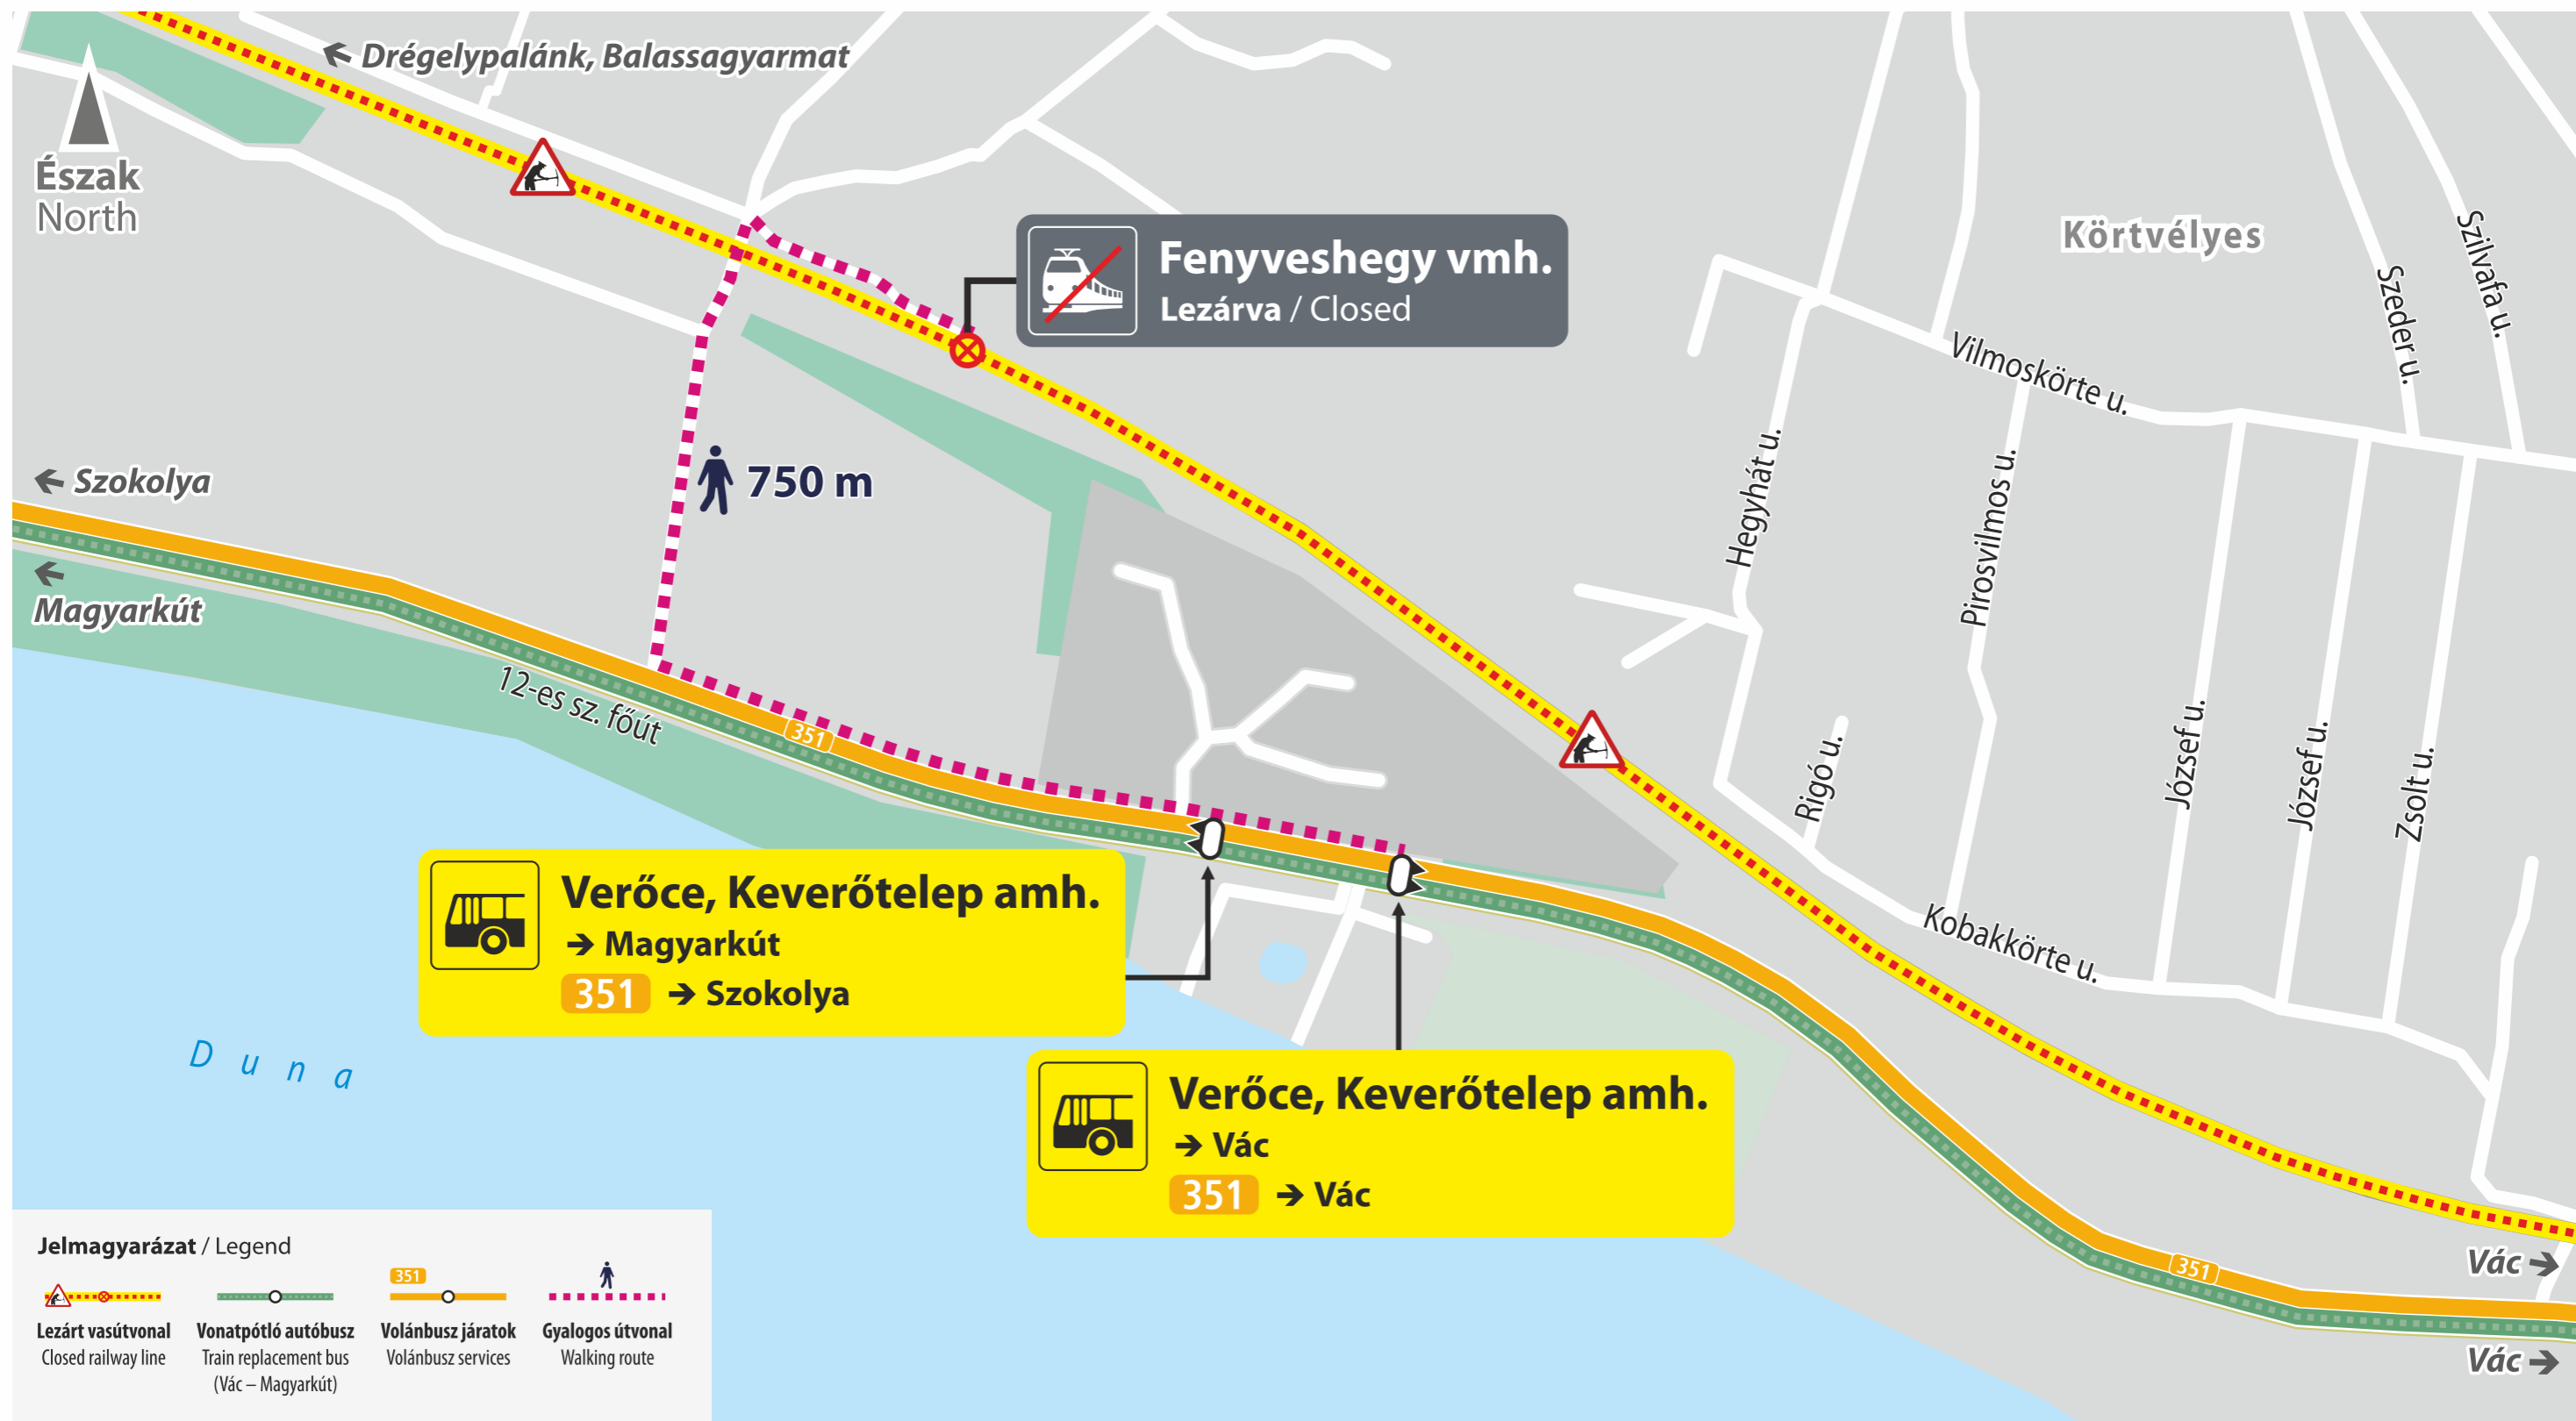 Drégelypalánk, Balassagyarmat
Észak
North
Fenyveshegy vmh.
Lezárva / Closed
Körtvélyes
Szilvafa u.
Szeder u.
Vilmoskörte u.
Hegyhát u.
Pirosvilmos u.
750 m
Szokolya
Magyarkút
12-es sz. főút
351
Rigó u.
József u.
József u.
Zsolt u.
Kobakkörte u.
Verőce, Keverőtelep amh.
→ Magyarkút
351 → Szokolya
Verőce, Keverőtelep amh.
→ Vác
351 → Vác
Duna
351
Vác
Vác
Jelmagyarázat / Legend
351
Lezárt vasútvonal
Closed railway line
Vonatpótló autóbusz
Train replacement bus
(Vác – Magyarkút)
Volánbusz járatok
Volánbusz services
Gyalogos útvonal
Walking route